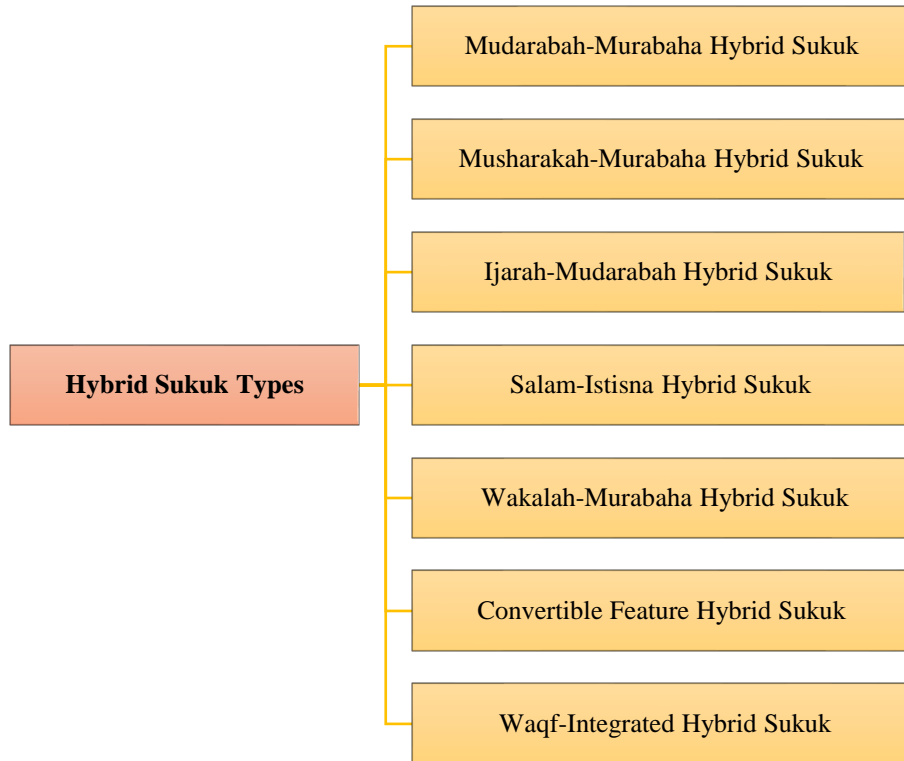 Mudarabah-Murabaha Hybrid Sukuk
Musharakah-Murabaha Hybrid Sukuk
Ijarah-Mudarabah Hybrid Sukuk
Hybrid Sukuk Types
Salam-Istisna Hybrid Sukuk
Wakalah-Murabaha Hybrid Sukuk
Convertible Feature Hybrid Sukuk
Waqf-Integrated Hybrid Sukuk